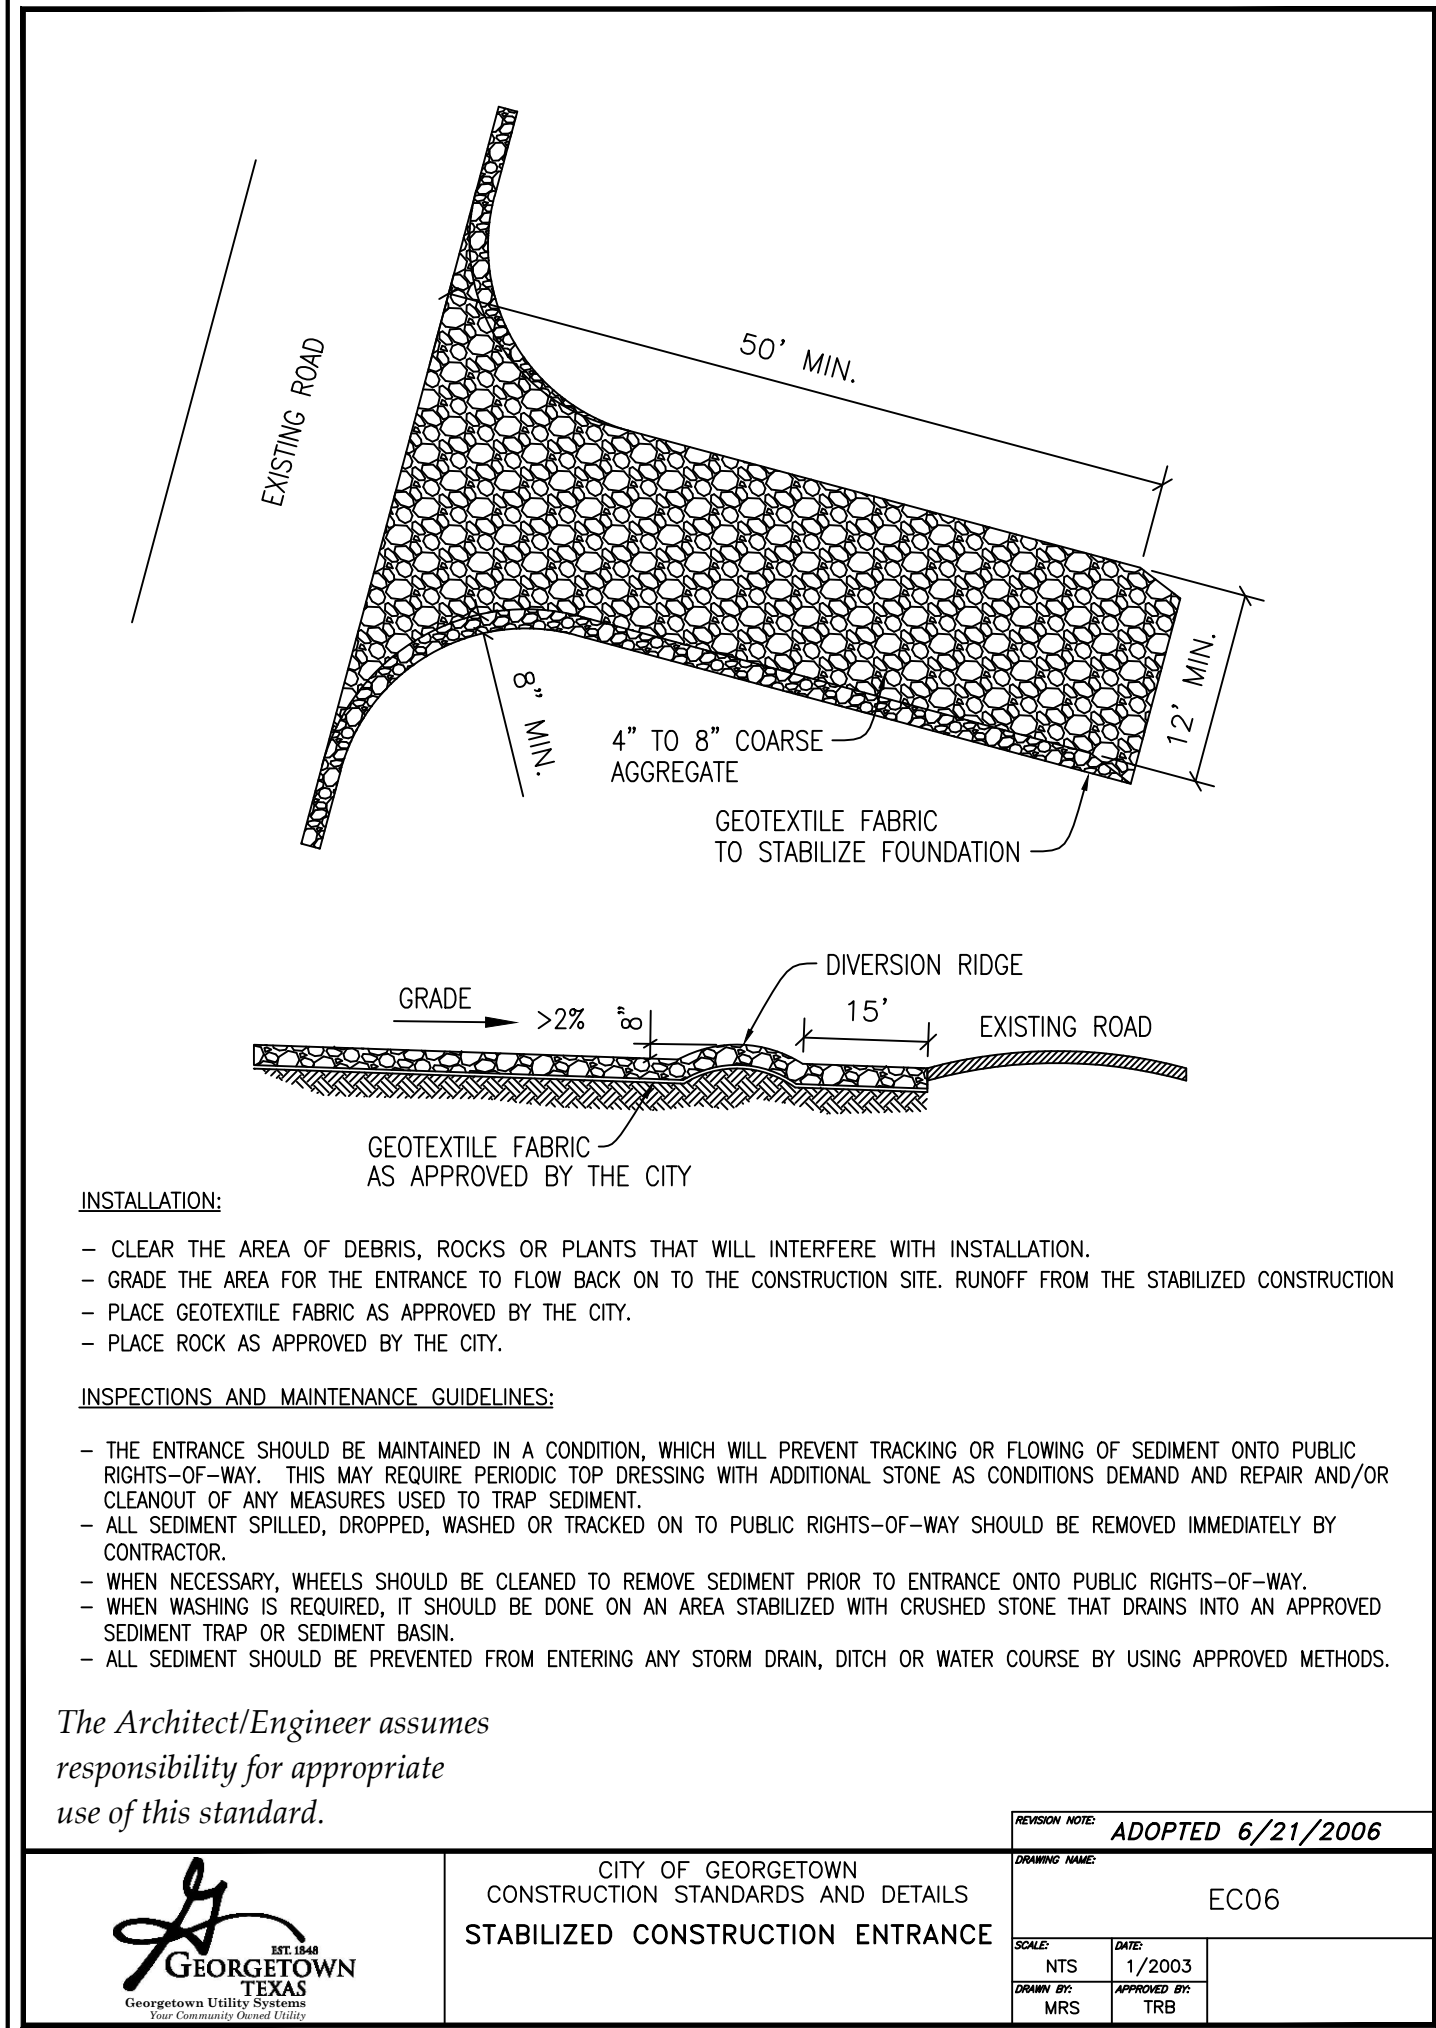 50' MIN.
EXISTING ROAD
12' MIN.
8" MIN.
4" TO 8" COARSE
AGGREGATE
GEOTEXTILE FABRIC
TO STABILIZE FOUNDATION
DIVERSION RIDGE
GRADE
>2%
8"
15'
EXISTING ROAD
GEOTEXTILE FABRIC
AS APPROVED BY THE CITY
INSTALLATION:
– CLEAR THE AREA OF DEBRIS, ROCKS OR PLANTS THAT WILL INTERFERE WITH INSTALLATION.
– GRADE THE AREA FOR THE ENTRANCE TO FLOW BACK ON TO THE CONSTRUCTION SITE. RUNOFF FROM THE STABILIZED CONSTRUCTION
– PLACE GEOTEXTILE FABRIC AS APPROVED BY THE CITY.
– PLACE ROCK AS APPROVED BY THE CITY.
INSPECTIONS AND MAINTENANCE GUIDELINES:
– THE ENTRANCE SHOULD BE MAINTAINED IN A CONDITION, WHICH WILL PREVENT TRACKING OR FLOWING OF SEDIMENT ONTO PUBLIC
RIGHTS–OF–WAY. THIS MAY REQUIRE PERIODIC TOP DRESSING WITH ADDITIONAL STONE AS CONDITIONS DEMAND AND REPAIR AND/OR
CLEANOUT OF ANY MEASURES USED TO TRAP SEDIMENT.
– ALL SEDIMENT SPILLED, DROPPED, WASHED OR TRACKED ON TO PUBLIC RIGHTS–OF–WAY SHOULD BE REMOVED IMMEDIATELY BY
CONTRACTOR.
– WHEN NECESSARY, WHEELS SHOULD BE CLEANED TO REMOVE SEDIMENT PRIOR TO ENTRANCE ONTO PUBLIC RIGHTS–OF–WAY.
– WHEN WASHING IS REQUIRED, IT SHOULD BE DONE ON AN AREA STABILIZED WITH CRUSHED STONE THAT DRAINS INTO AN APPROVED
SEDIMENT TRAP OR SEDIMENT BASIN.
– ALL SEDIMENT SHOULD BE PREVENTED FROM ENTERING ANY STORM DRAIN, DITCH OR WATER COURSE BY USING APPROVED METHODS.
The Architect/Engineer assumes
responsibility for appropriate
use of this standard.
REVISION NOTE: ADOPTED 6/21/2006
EST. 1848
GEORGETOWN
TEXAS
Georgetown Utility Systems
Your Community Owned Utility
CITY OF GEORGETOWN
CONSTRUCTION STANDARDS AND DETAILS
STABILIZED CONSTRUCTION ENTRANCE
DRAWING NAME:
EC06
SCALE: DATE:
NTS 1/2003
DRAWN BY: APPROVED BY:
MRS TRB